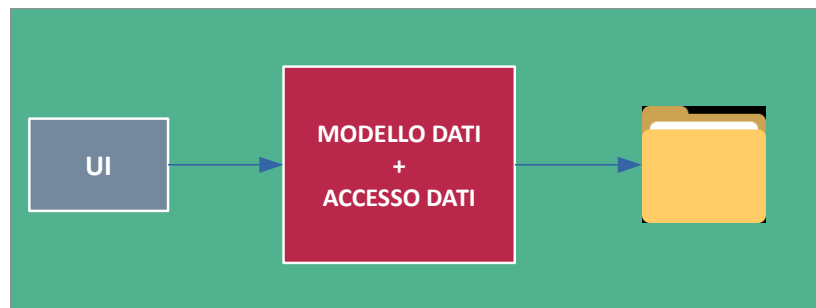 UI
MODELLO DATI
+
ACCESSO DATI